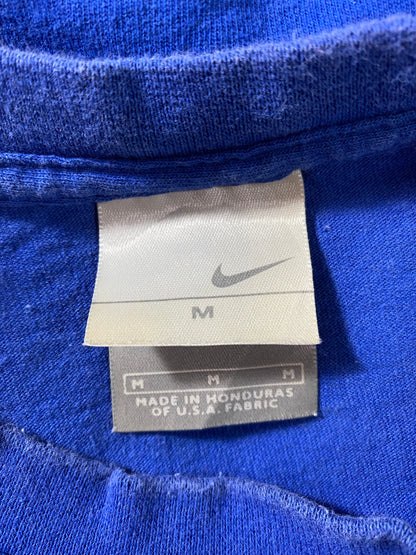 M
M M M
MADE IN HONDURAS
OF U.S.A. FABRIC